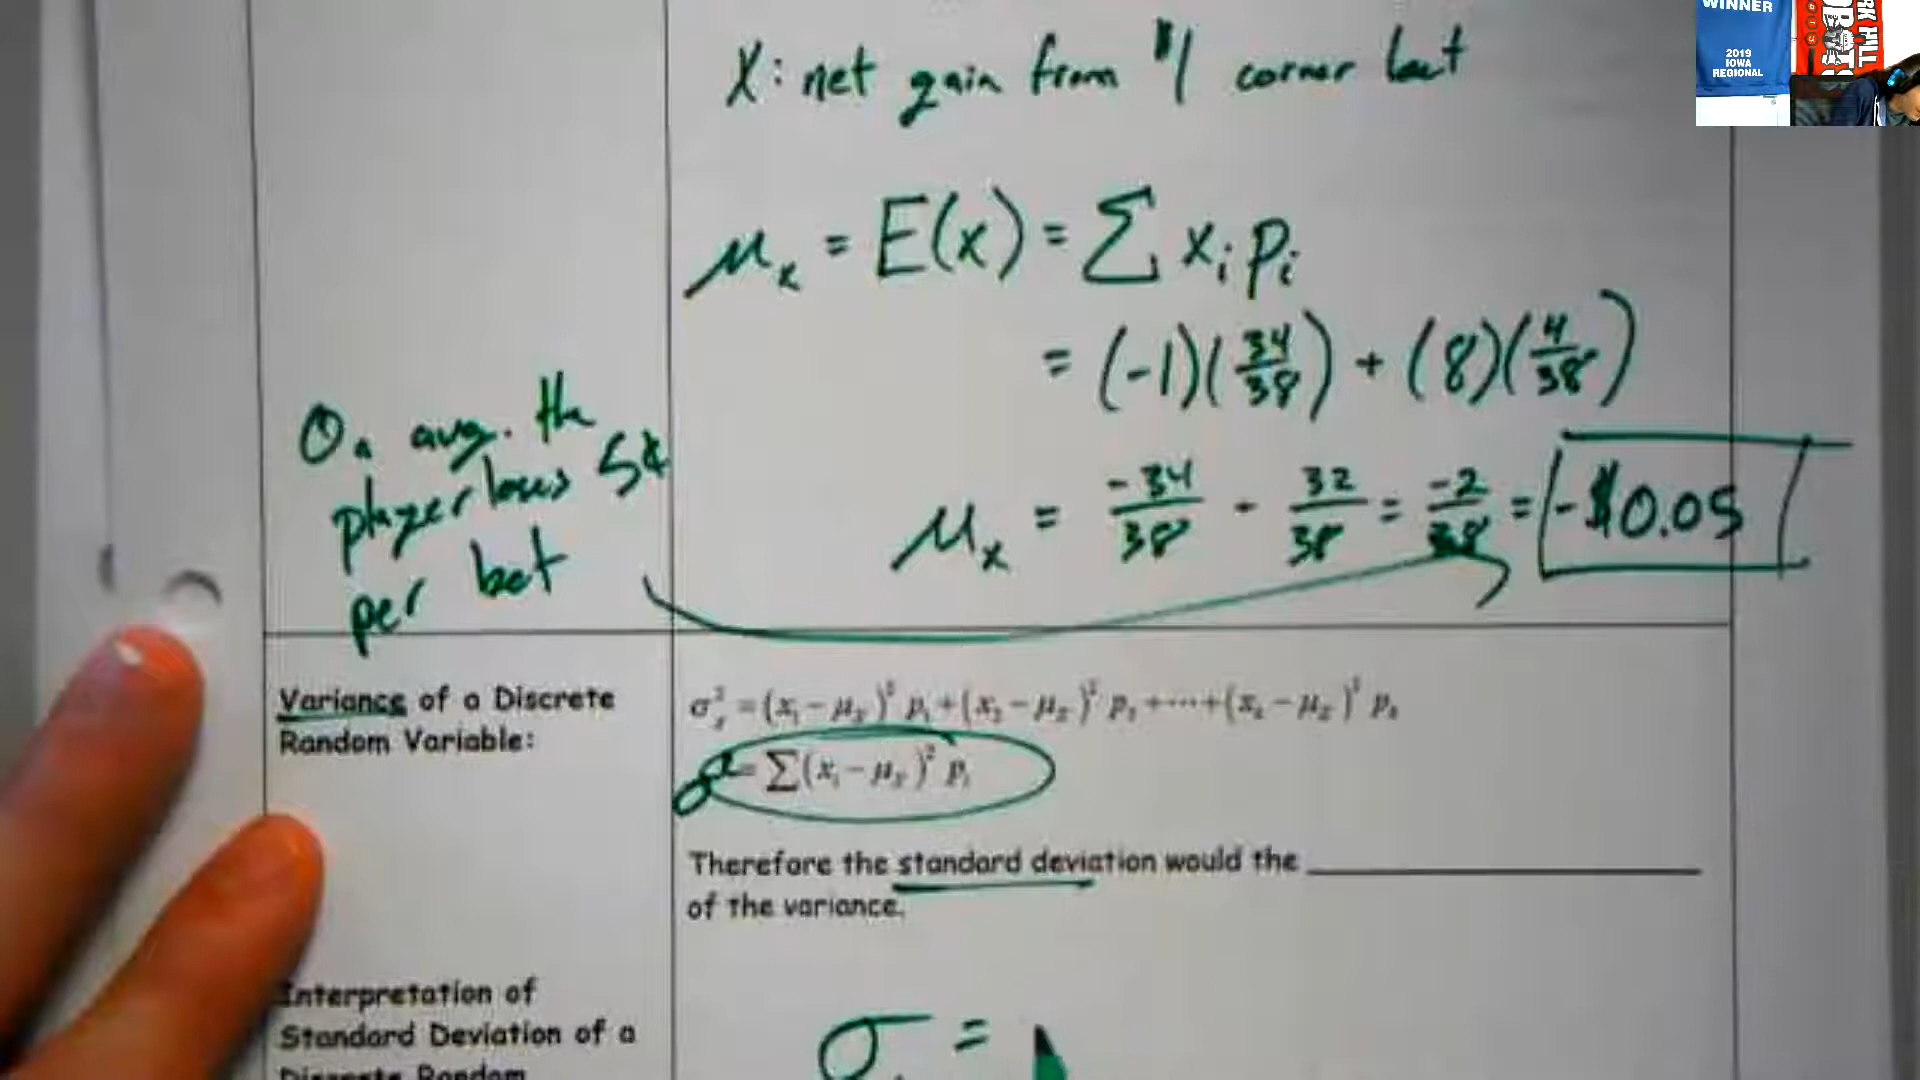 WINNER
2019
IOWA
REGIONAL
X: net gain from $1 corner bet
μₓ = E(x) = Σ xᵢ pᵢ
= (-1)(34/38) + (8)(4/38)
On avg. the
player loses 5¢
per bet
μₓ = -34/38 - 32/38 = -2/38 = -$0.05
Variance of a Discrete
Random Variable:
σ²ₓ = (x₁ - μₓ)² p₁ + (x₂ - μₓ)² p₂ + ⋯ + (xₖ - μₓ)² pₖ
σ² = Σ(xᵢ - μₓ)² pᵢ
Therefore the standard deviation would the
of the variance.
Interpretation of
Standard Deviation of a
Discrete Random
σ =